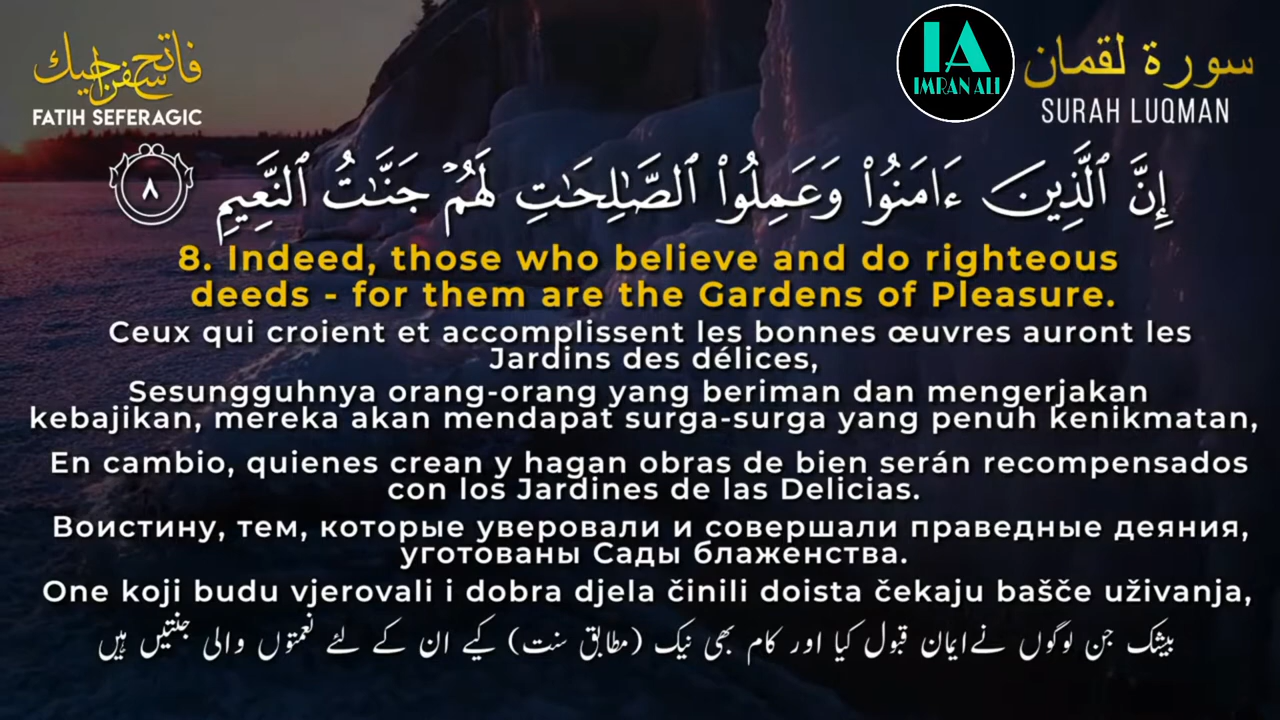 فاتح سفراجيك
FATIH SEFERAGIC
IA
IMRAN ALI
سورة لقمان
SURAH LUQMAN
إِنَّ ٱلَّذِينَ ءَامَنُوا۟ وَعَمِلُوا۟ ٱلصَّـٰلِحَـٰتِ لَهُمْ جَنَّـٰتُ ٱلنَّعِيمِ ٨
8. Indeed, those who believe and do righteous
deeds - for them are the Gardens of Pleasure.
Ceux qui croient et accomplissent les bonnes œuvres auront les
Jardins des délices,
Sesungguhnya orang-orang yang beriman dan mengerjakan
kebajikan, mereka akan mendapat surga-surga yang penuh kenikmatan,
En cambio, quienes crean y hagan obras de bien serán recompensados
con los Jardines de las Delicias.
Воистину, тем, которые уверовали и совершали праведные деяния,
уготованы Сады блаженства.
One koji budu vjerovali i dobra djela činili doista čekaju bašče uživanja,
بیشک جن لوگوں نے ایمان قبول کیا اور کام بھی نیک (مطابق سنت) کیے ان کے لئے نعمتوں والی جنتیں ہیں